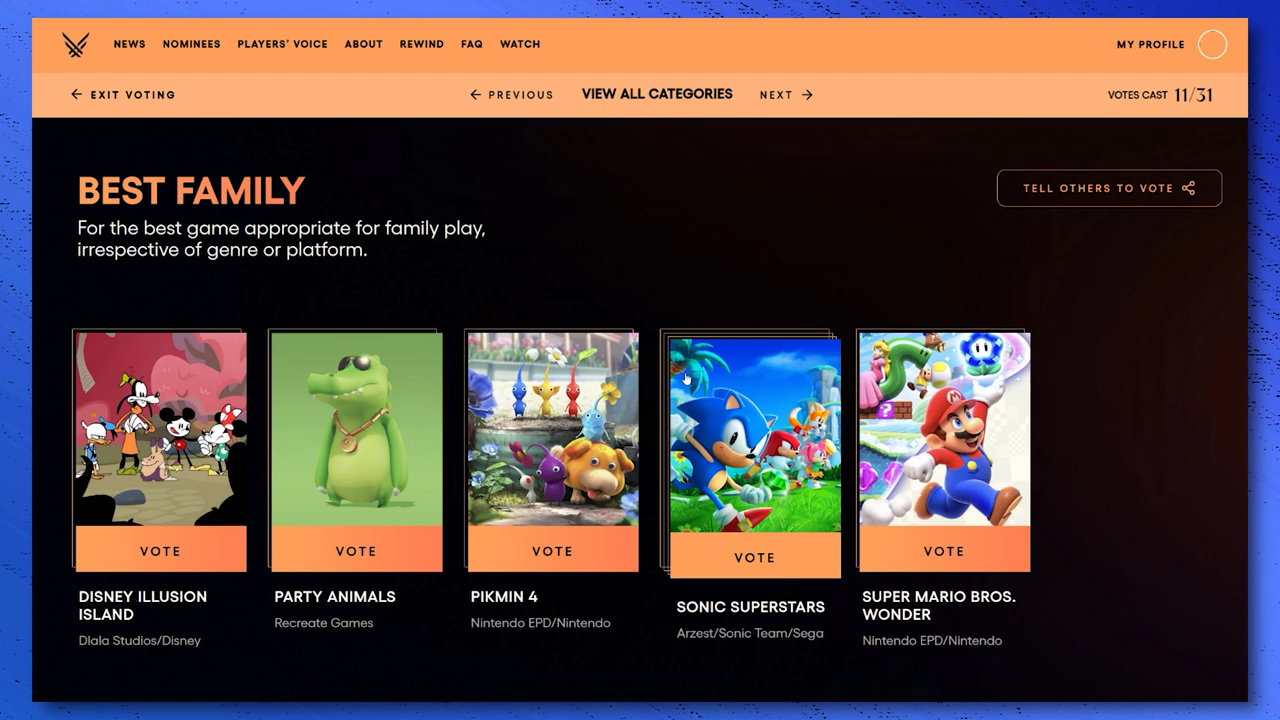 NEWS NOMINEES PLAYERS' VOICE ABOUT REWIND FAQ WATCH MY PROFILE
← EXIT VOTING ← PREVIOUS VIEW ALL CATEGORIES NEXT → VOTES CAST 11/31
BEST FAMILY
TELL OTHERS TO VOTE
For the best game appropriate for family play,
irrespective of genre or platform.
VOTE
DISNEY ILLUSION
ISLAND
Dlala Studios/Disney
VOTE
PARTY ANIMALS
Recreate Games
VOTE
PIKMIN 4
Nintendo EPD/Nintendo
VOTE
SONIC SUPERSTARS
Arzest/Sonic Team/Sega
VOTE
SUPER MARIO BROS.
WONDER
Nintendo EPD/Nintendo